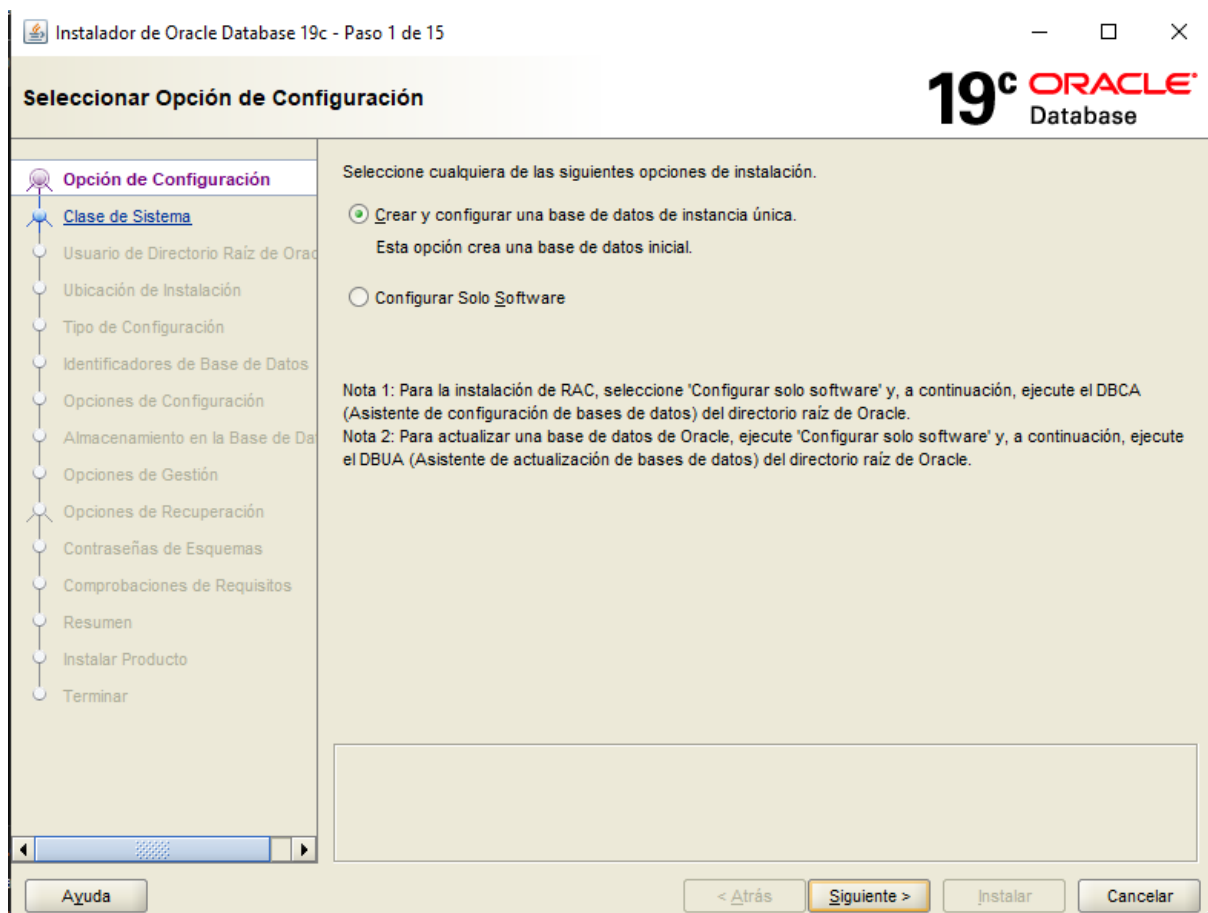 Instalador de Oracle Database 19c - Paso 1 de 15
Seleccionar Opción de Configuración
19c ORACLE
Database
Opción de Configuración
Clase de Sistema
Usuario de Directorio Raíz de Orac
Ubicación de Instalación
Tipo de Configuración
Identificadores de Base de Datos
Opciones de Configuración
Almacenamiento en la Base de Da
Opciones de Gestión
Opciones de Recuperación
Contraseñas de Esquemas
Comprobaciones de Requisitos
Resumen
Instalar Producto
Terminar
Seleccione cualquiera de las siguientes opciones de instalación.
Crear y configurar una base de datos de instancia única.
Esta opción crea una base de datos inicial.
Configurar Solo Software
Nota 1: Para la instalación de RAC, seleccione 'Configurar solo software' y, a continuación, ejecute el DBCA
(Asistente de configuración de bases de datos) del directorio raíz de Oracle.
Nota 2: Para actualizar una base de datos de Oracle, ejecute 'Configurar solo software' y, a continuación, ejecute
el DBUA (Asistente de actualización de bases de datos) del directorio raíz de Oracle.
Ayuda
< Atrás
Siguiente >
Instalar
Cancelar